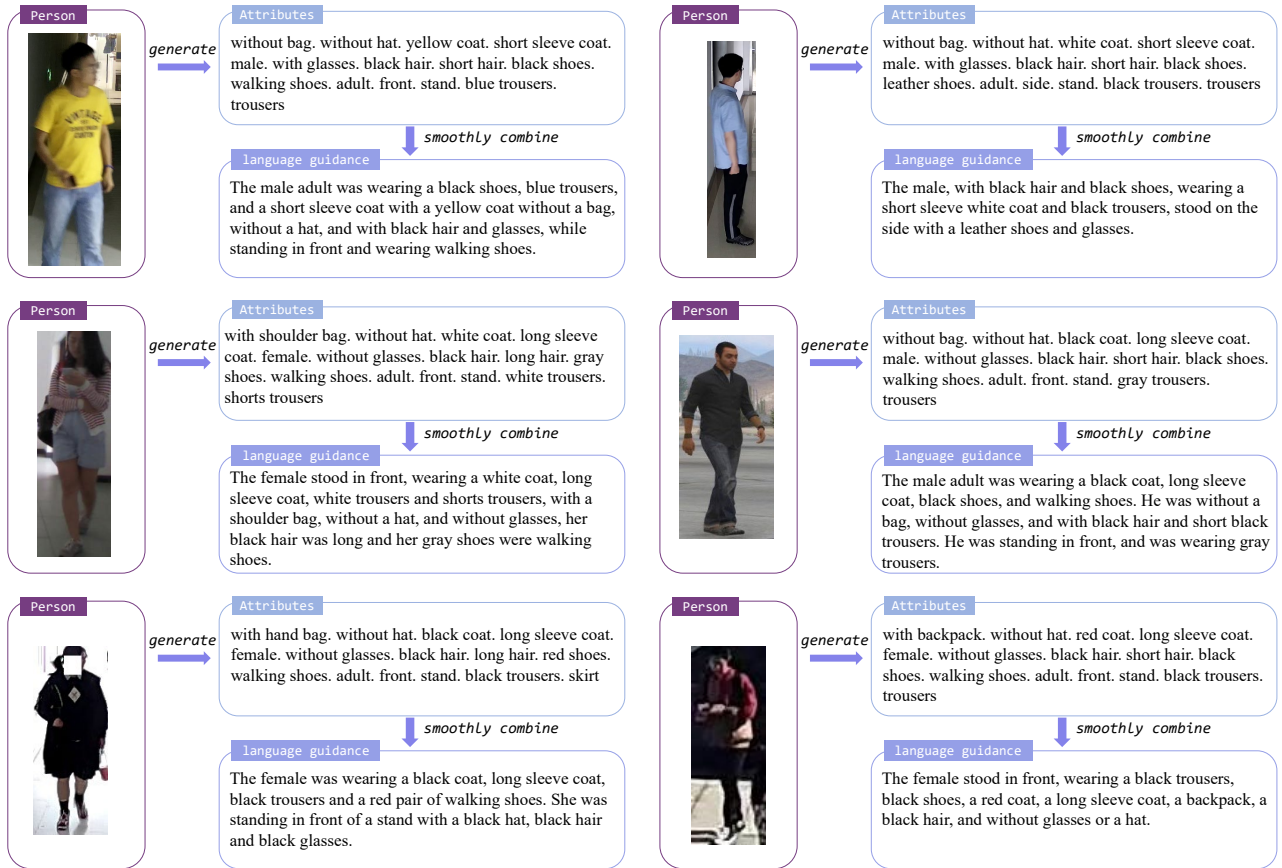 Person
generate
Attributes
without bag. without hat. yellow coat. short sleeve coat.
male. with glasses. black hair. short hair. black shoes.
walking shoes. adult. front. stand. blue trousers.
trousers
smoothly combine
language guidance
The male adult was wearing a black shoes, blue trousers,
and a short sleeve coat with a yellow coat without a bag,
without a hat, and with black hair and glasses, while
standing in front and wearing walking shoes.
VINTAGE
Person
generate
Attributes
without bag. without hat. white coat. short sleeve coat.
male. with glasses. black hair. short hair. black shoes.
leather shoes. adult. side. stand. black trousers. trousers
smoothly combine
language guidance
The male, with black hair and black shoes, wearing a
short sleeve white coat and black trousers, stood on the
side with a leather shoes and glasses.
Person
generate
Attributes
with shoulder bag. without hat. white coat. long sleeve
coat. female. without glasses. black hair. long hair. gray
shoes. walking shoes. adult. front. stand. white trousers.
shorts trousers
smoothly combine
language guidance
The female stood in front, wearing a white coat, long
sleeve coat, white trousers and shorts trousers, with a
shoulder bag, without a hat, and without glasses, her
black hair was long and her gray shoes were walking
shoes.
Person
generate
Attributes
without bag. without hat. black coat. long sleeve coat.
male. without glasses. black hair. short hair. black shoes.
walking shoes. adult. front. stand. gray trousers.
trousers
smoothly combine
language guidance
The male adult was wearing a black coat, long sleeve
coat, black shoes, and walking shoes. He was without a
bag, without glasses, and with black hair and short black
trousers. He was standing in front, and was wearing gray
trousers.
Person
generate
Attributes
with hand bag. without hat. black coat. long sleeve coat.
female. without glasses. black hair. long hair. red shoes.
walking shoes. adult. front. stand. black trousers. skirt
smoothly combine
language guidance
The female was wearing a black coat, long sleeve coat,
black trousers and a red pair of walking shoes. She was
standing in front of a stand with a black hat, black hair
and black glasses.
Person
generate
Attributes
with backpack. without hat. red coat. long sleeve coat.
female. without glasses. black hair. short hair. black
shoes. walking shoes. adult. front. stand. black trousers.
trousers
smoothly combine
language guidance
The female stood in front, wearing a black trousers,
black shoes, a red coat, a long sleeve coat, a backpack, a
black hair, and without glasses or a hat.